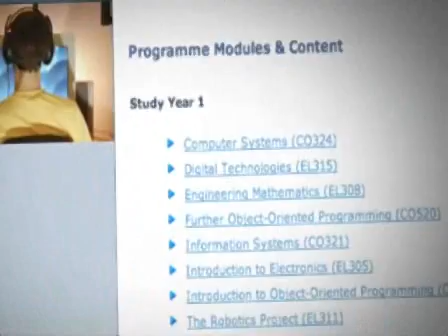 Programme Modules & Content
Study Year 1
Computer Systems (CO324)
Digital Technologies (EL315)
Engineering Mathematics (EL308)
Further Object-Oriented Programming (CO520)
Information Systems (CO321)
Introduction to Electronics (EL305)
Introduction to Object-Oriented Programming
The Robotics Project (EL311)